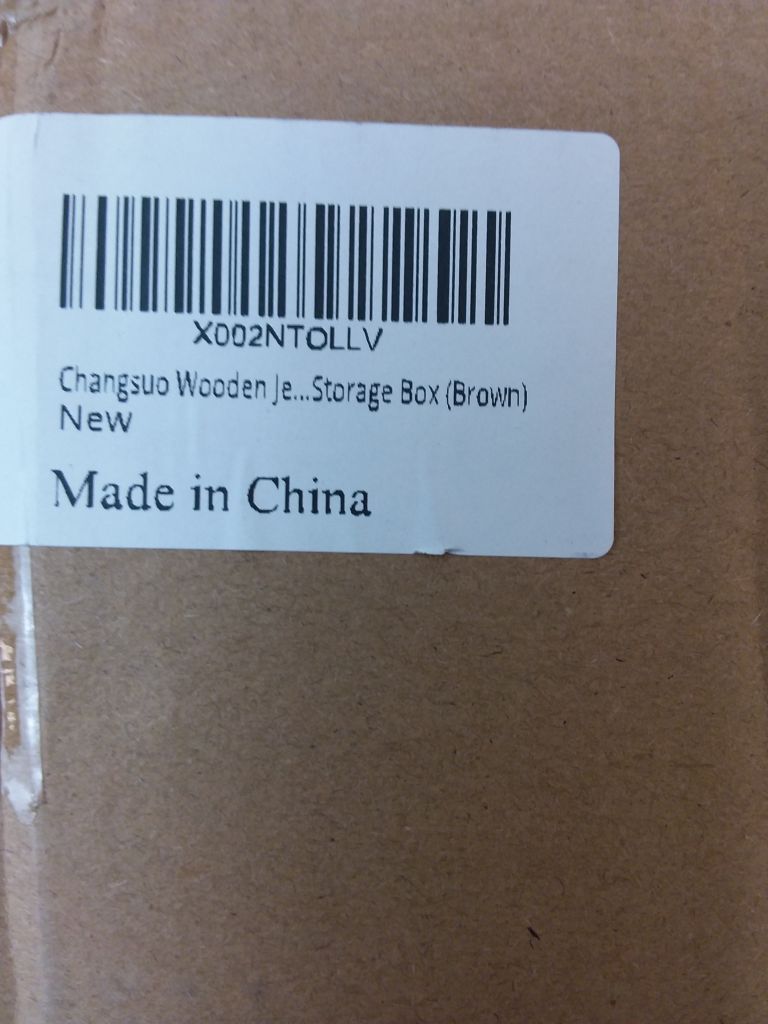 X002NTOLLV
Changsuo Wooden Je...Storage Box (Brown)
New
Made in China